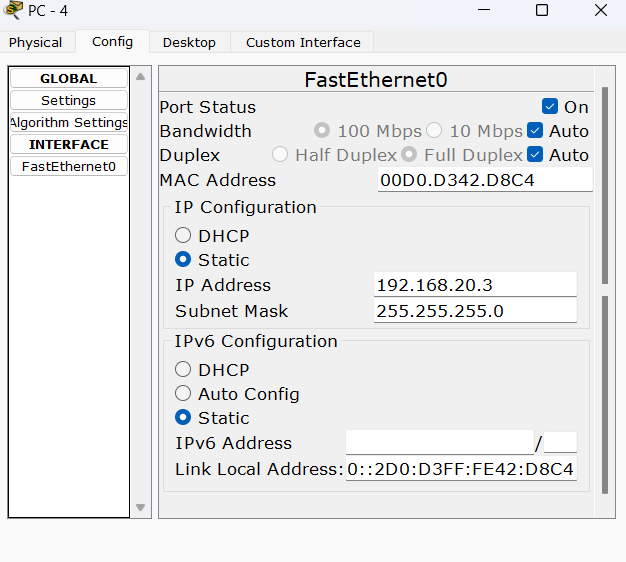 PC - 4
Physical Config Desktop Custom Interface
GLOBAL
Settings
Algorithm Settings
INTERFACE
FastEthernet0
FastEthernet0
Port Status On
Bandwidth 100 Mbps 10 Mbps Auto
Duplex Half Duplex Full Duplex Auto
MAC Address 00D0.D342.D8C4
IP Configuration
DHCP
Static
IP Address 192.168.20.3
Subnet Mask 255.255.255.0
IPv6 Configuration
DHCP
Auto Config
Static
IPv6 Address /
Link Local Address: 0::2D0:D3FF:FE42:D8C4